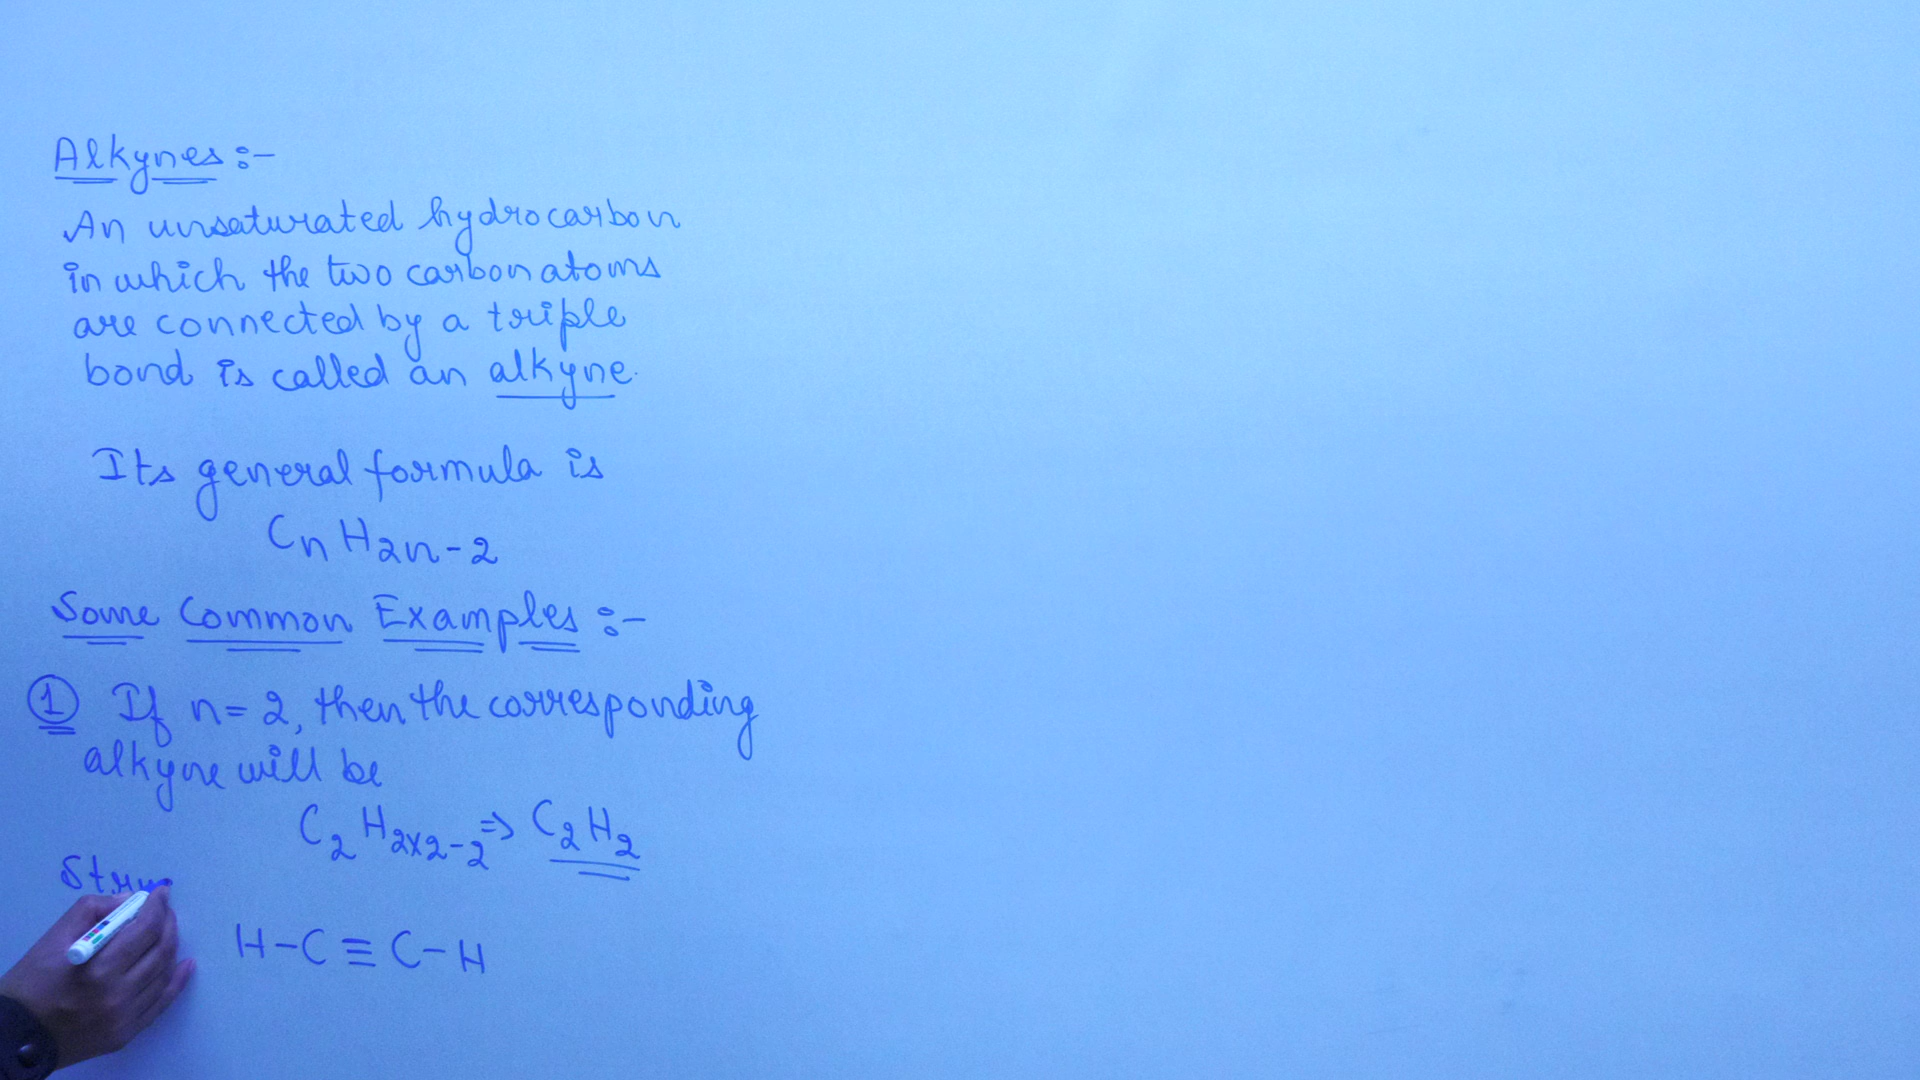 Alkynes :-
An unsaturated hydrocarbon
in which the two carbon atoms
are connected by a triple
bond is called an alkyne.
Its general formula is
CnH2n-2
Some Common Examples :-
① If n=2, then the corresponding
alkyne will be
C2H2x2-2 ⇒ C2H2
Stru
H-C≡C-H